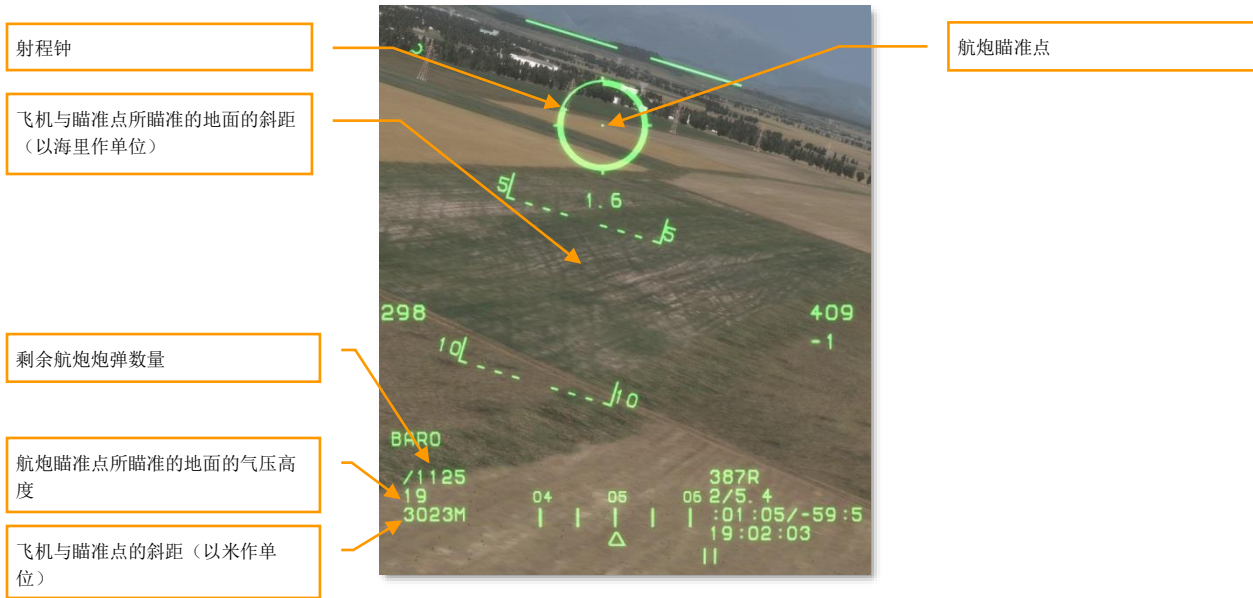 射程钟
航炮瞄准点
飞机与瞄准点所瞄准的地面的斜距
（以海里作单位）
5
1.6
5
298
409
-1
剩余航炮炮弹数量
10
10
BARO
航炮瞄准点所瞄准的地面的气压高
度
/1125
387R
19
04
05
06
2/5.4
3023M
:01:05/-59:5
19:02:03
飞机与瞄准点的斜距（以米作单
位）